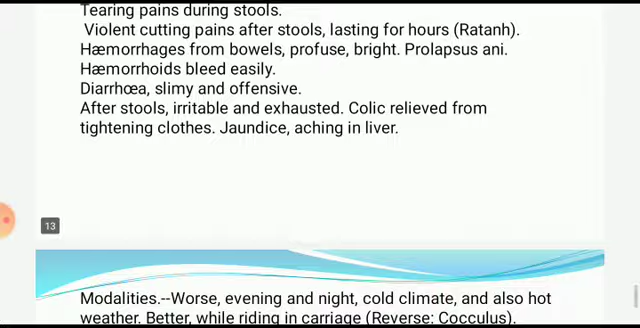 Tearing pains during stools.
Violent cutting pains after stools, lasting for hours (Ratanh).
Hæmorrhages from bowels, profuse, bright. Prolapsus ani.
Hæmorrhoids bleed easily.
Diarrhœa, slimy and offensive.
After stools, irritable and exhausted. Colic relieved from
tightening clothes. Jaundice, aching in liver.
13
Modalities.--Worse, evening and night, cold climate, and also hot
weather. Better, while riding in carriage (Reverse: Cocculus).